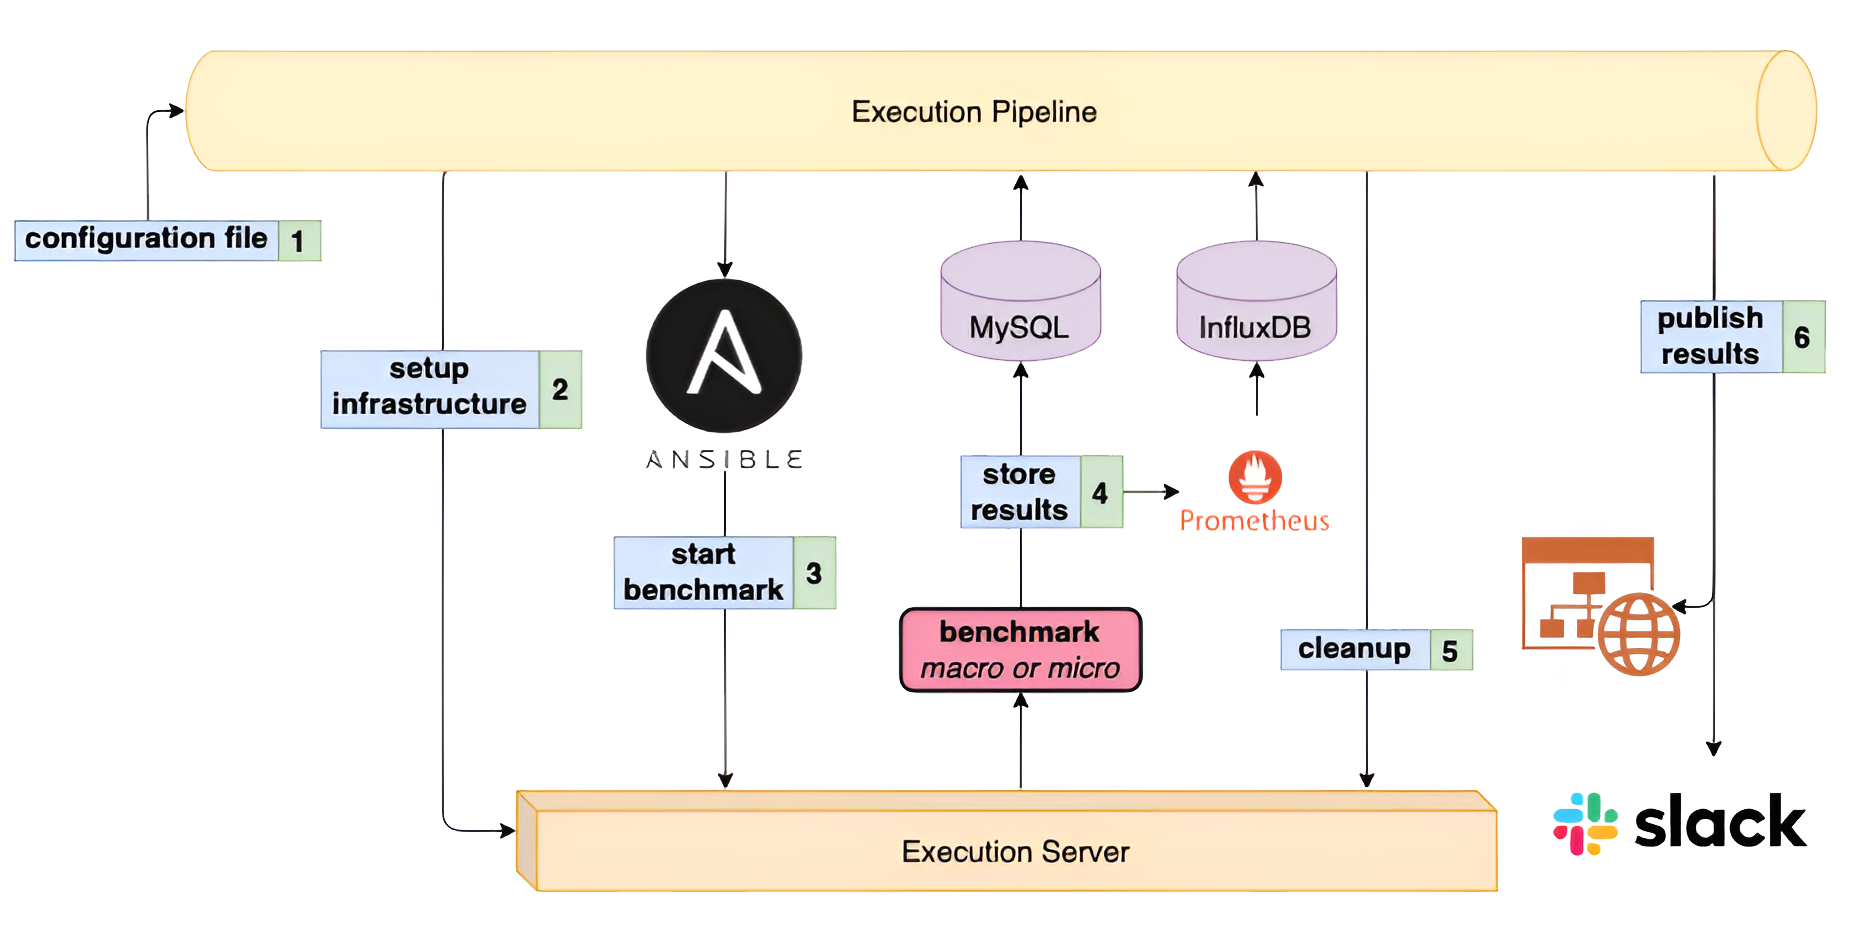 Execution Pipeline
configuration file 1
setup
infrastructure 2
ANSIBLE
start
benchmark 3
MySQL
InfluxDB
store
results 4
Prometheus
benchmark
macro or micro
cleanup 5
publish
results 6
slack
Execution Server